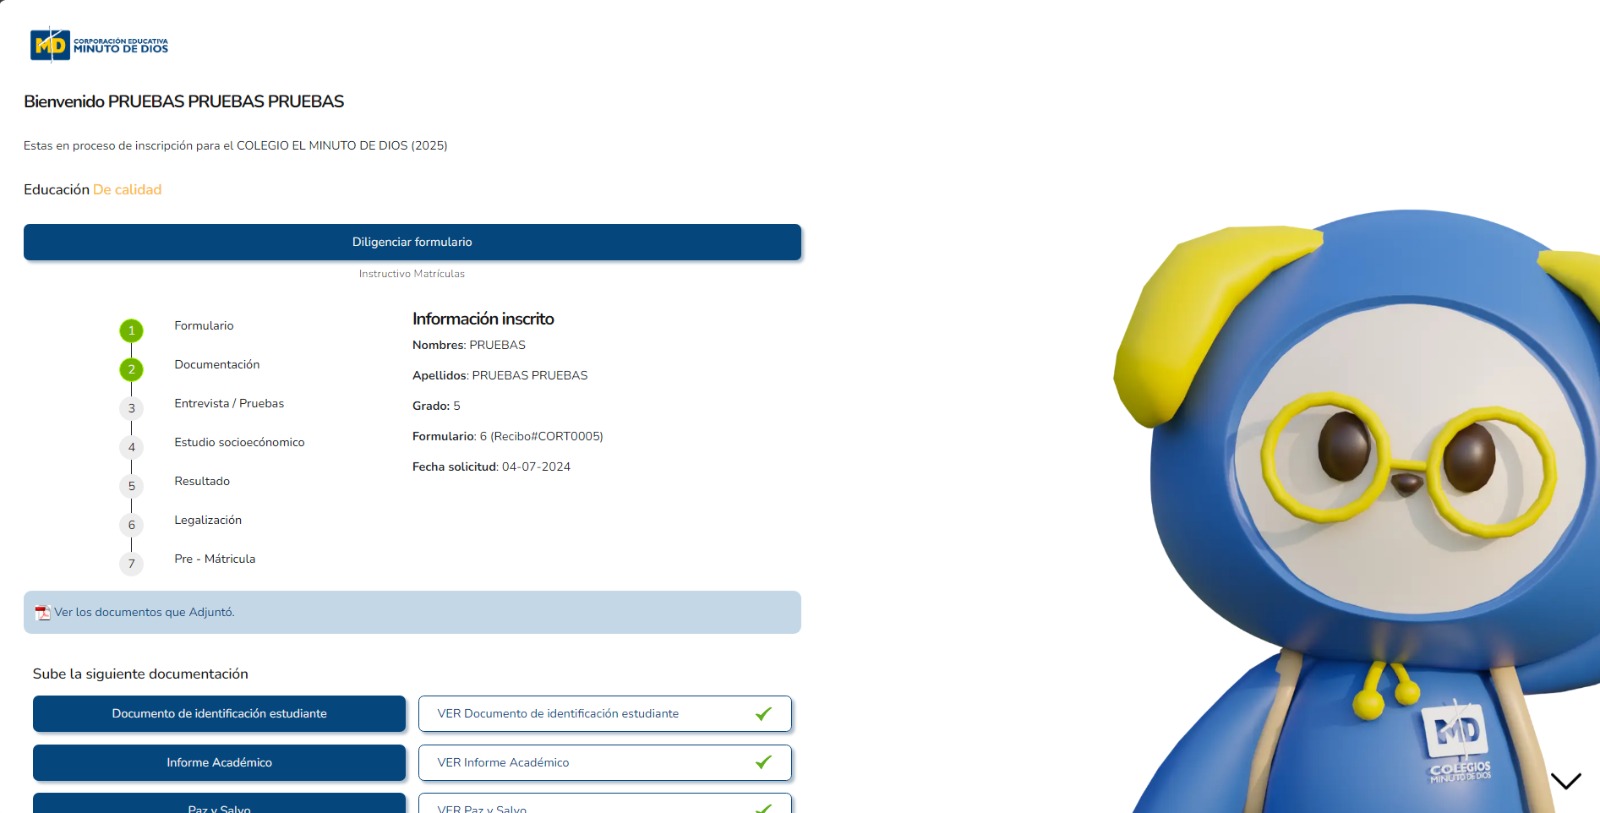 MD CORPORACIÓN EDUCATIVA
MINUTO DE DIOS
Bienvenido PRUEBAS PRUEBAS PRUEBAS
Estas en proceso de inscripción para el COLEGIO EL MINUTO DE DIOS (2025)
Educación De calidad
Diligenciar formulario
Instructivo Matrículas
1 Formulario
2 Documentación
3 Entrevista / Pruebas
4 Estudio socioecónomico
5 Resultado
6 Legalización
7 Pre - Mátricula
Información inscrito
Nombres: PRUEBAS
Apellidos: PRUEBAS PRUEBAS
Grado: 5
Formulario: 6 (Recibo#CORT0005)
Fecha solicitud: 04-07-2024
Ver los documentos que Adjuntó.
Sube la siguiente documentación
Documento de identificación estudiante
VER Documento de identificación estudiante
Informe Académico
VER Informe Académico
Paz y Salvo
VER Paz y Salvo
MD
COLEGIOS
MINUTO DE DIOS